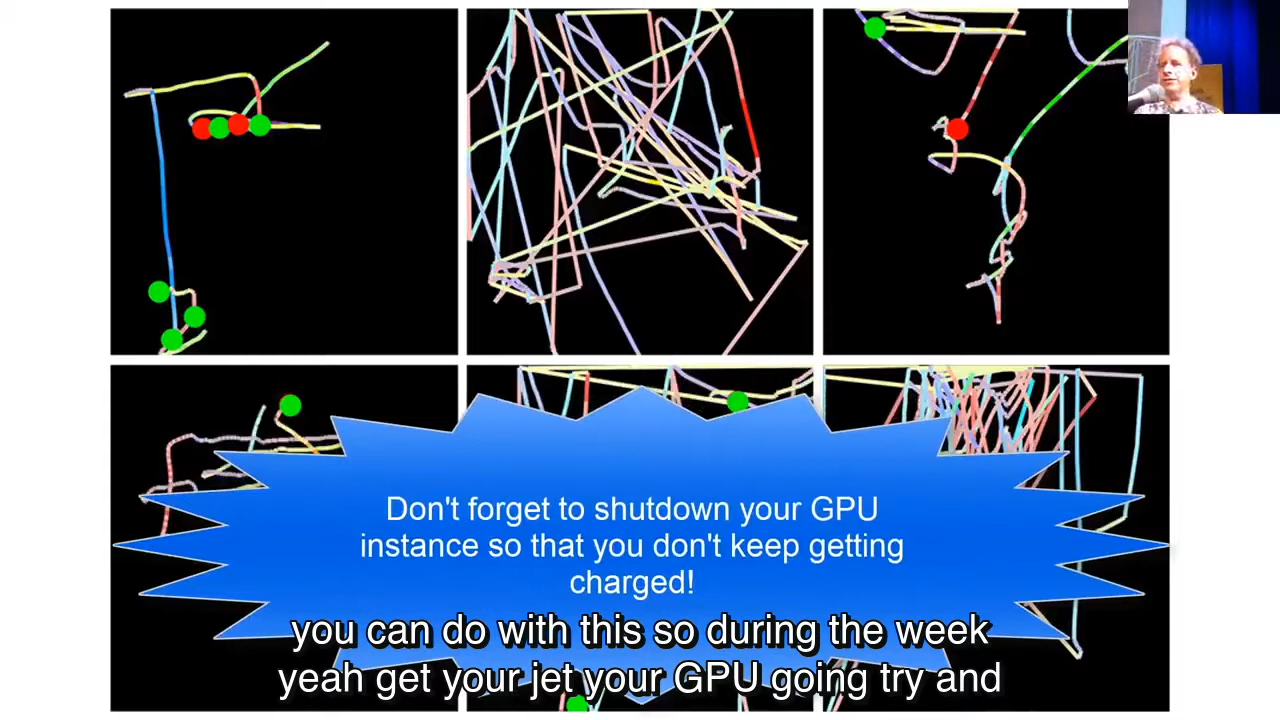 Don't forget to shutdown your GPU
instance so that you don't keep getting
charged!
you can do with this so during the week
yeah get your jet your GPU going try and